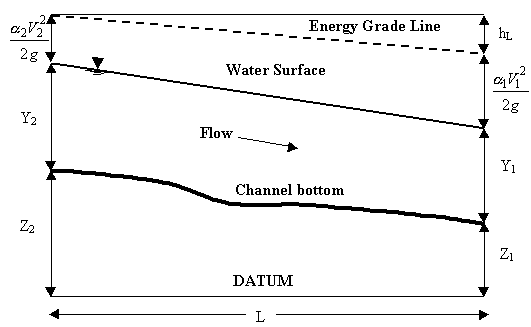 Energy Grade Line
h_L
α₂V₂²
2g
Water Surface
α₁V₁²
2g
Y₂
Flow
Y₁
Channel bottom
Z₂
Z₁
DATUM
L